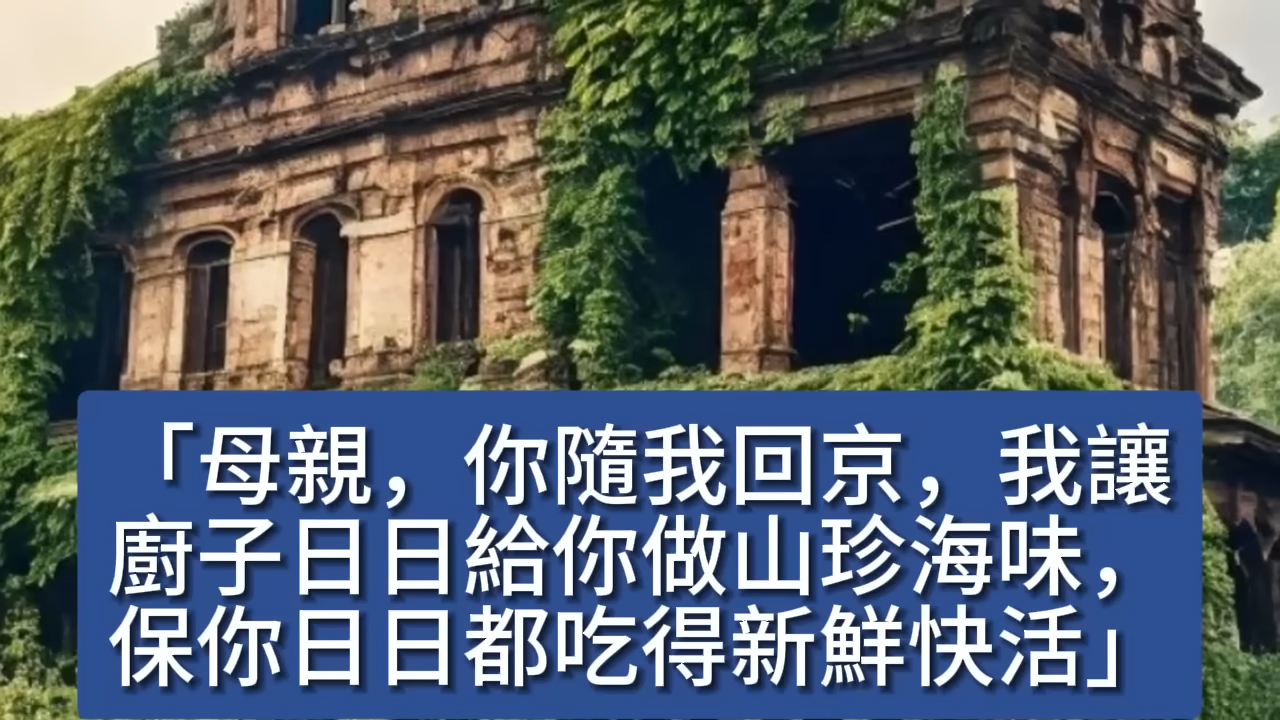 「母親，你隨我回京，我讓
廚子日日給你做山珍海味，
保你日日都吃得新鮮快活」